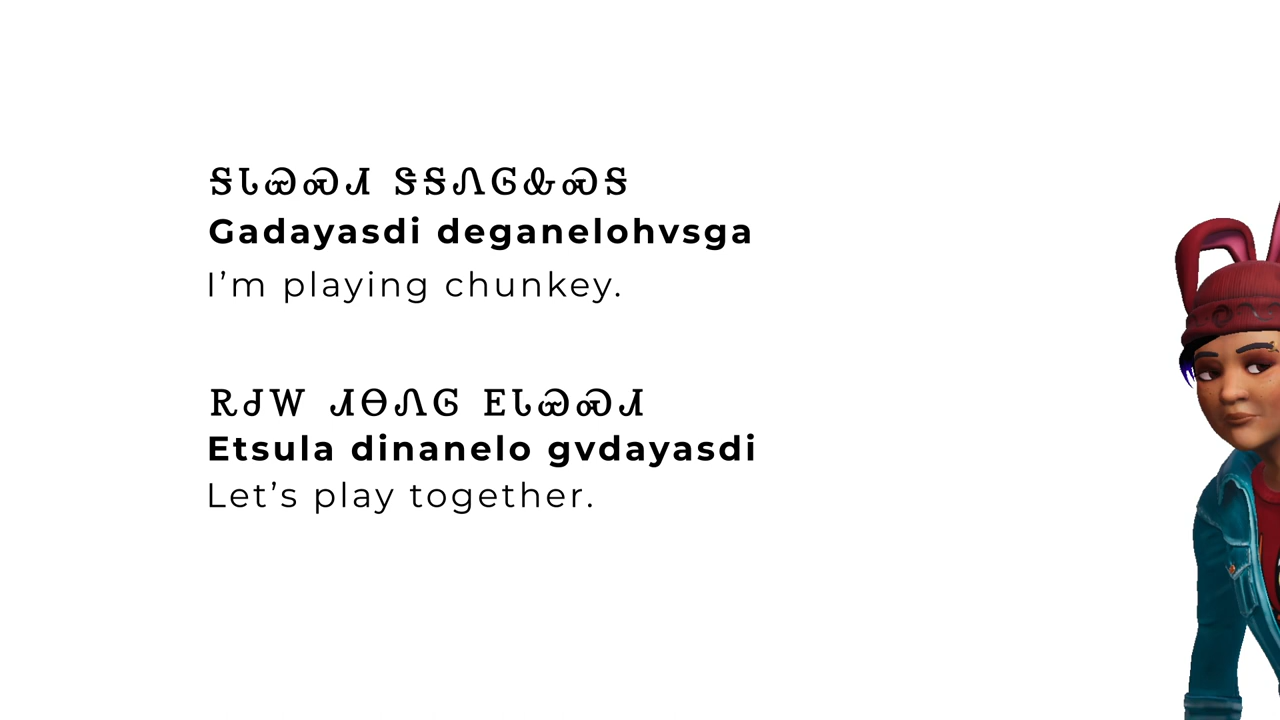 ᎦᏓᏯᏍᏗ ᏕᎦᏁᎶᎲᏍᎦ
Gadayasdi deganelohvsga
I’m playing chunkey.
ᎡᏧᎳ ᏗᎾᏁᎶ ᎬᏓᏯᏍᏗ
Etsula dinanelo gvdayasdi
Let’s play together.